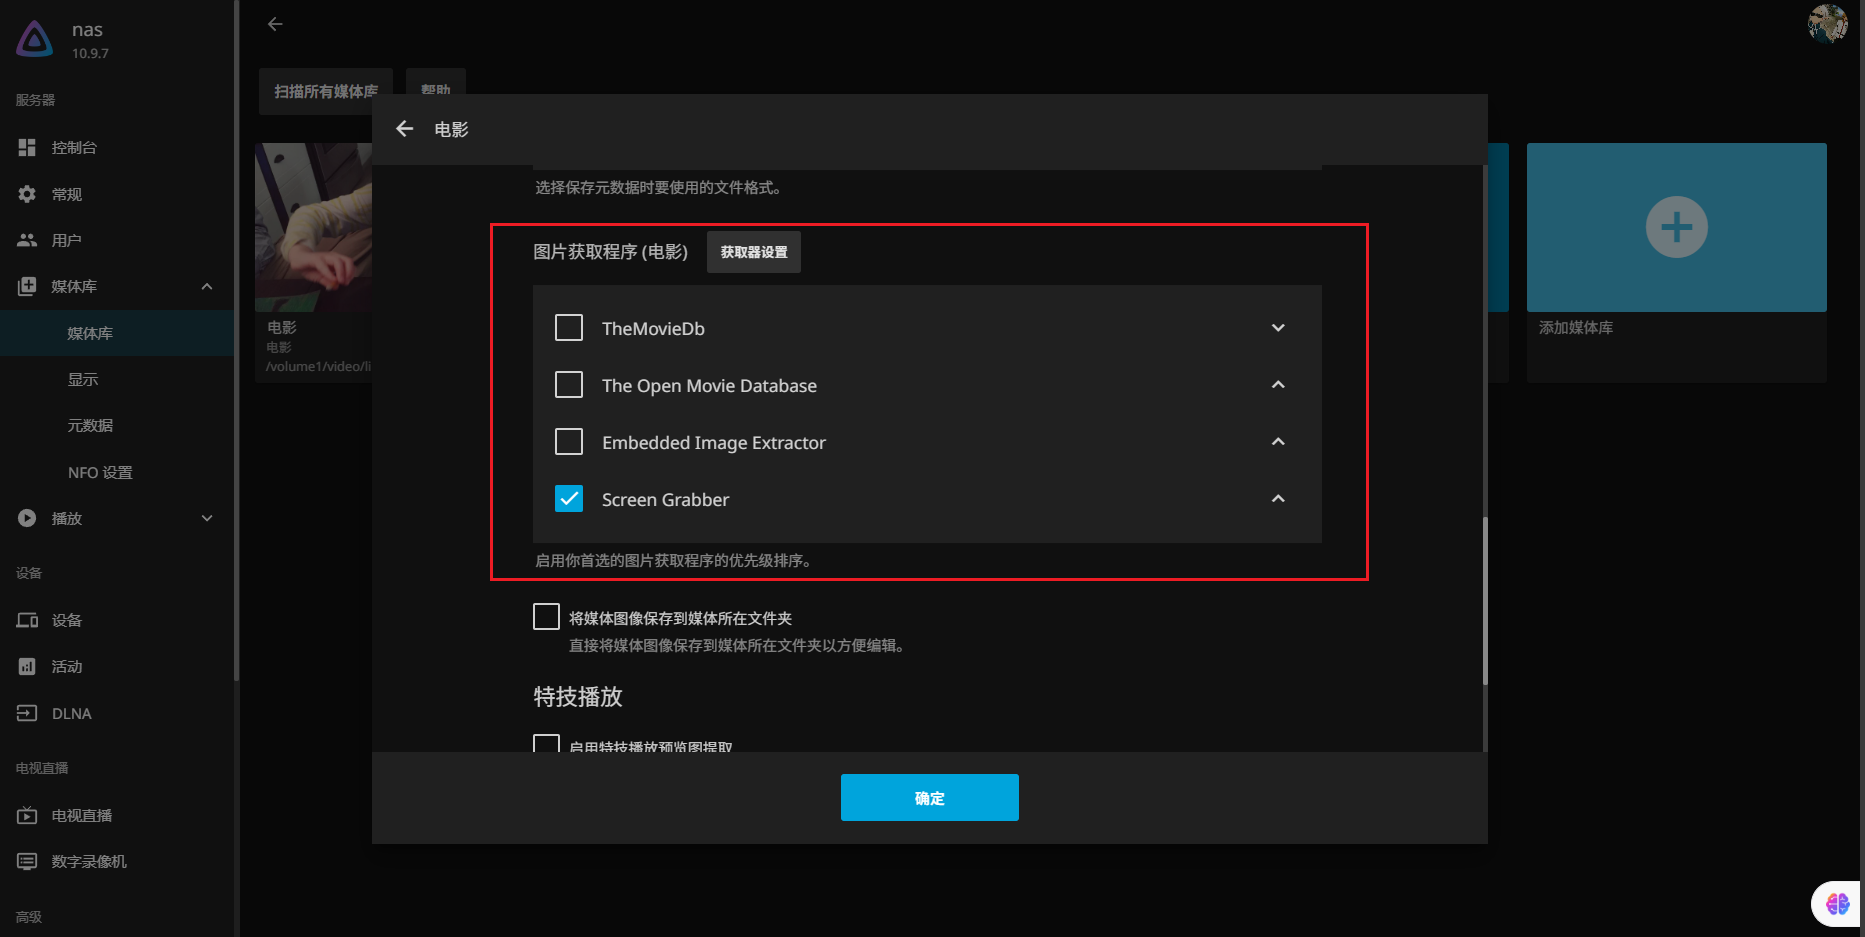 nas
10.9.7
服务器
控制台
常规
用户
媒体库
媒体库
显示
元数据
NFO 设置
播放
设备
设备
活动
DLNA
电视直播
电视直播
数字录像机
高级
扫描所有媒体库
帮助
电影
电影
/volume1/video/li
添加媒体库
电影
选择保存元数据时要使用的文件格式。
图片获取程序 (电影)
获取器设置
TheMovieDb
The Open Movie Database
Embedded Image Extractor
Screen Grabber
启用你首选的图片获取程序的优先级排序。
将媒体图像保存到媒体所在文件夹
直接将媒体图像保存到媒体所在文件夹以方便编辑。
特技播放
启用特技播放预览图提取
确定